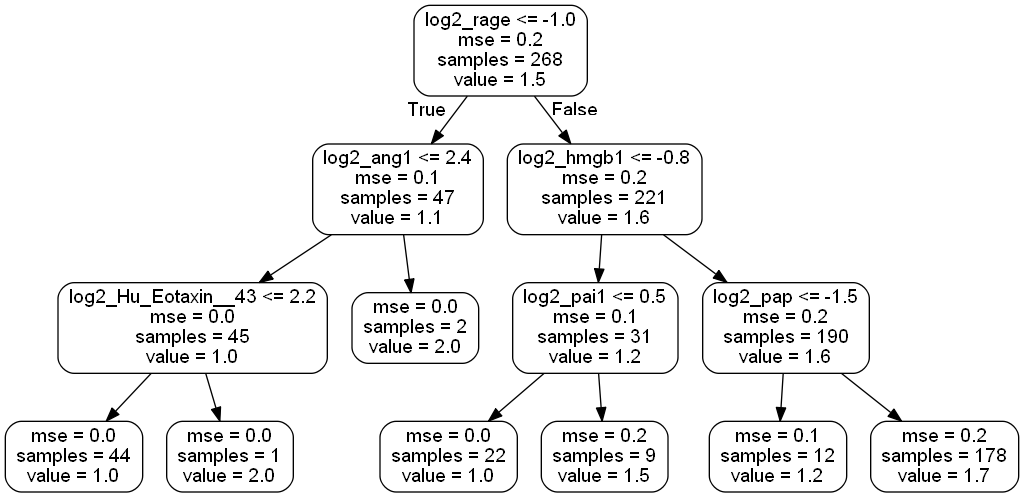 log2_rage <= -1.0
mse = 0.2
samples = 268
value = 1.5
True
False
log2_ang1 <= 2.4
mse = 0.1
samples = 47
value = 1.1
log2_hmgb1 <= -0.8
mse = 0.2
samples = 221
value = 1.6
log2_Hu_Eotaxin__43 <= 2.2
mse = 0.0
samples = 45
value = 1.0
mse = 0.0
samples = 2
value = 2.0
log2_pai1 <= 0.5
mse = 0.1
samples = 31
value = 1.2
log2_pap <= -1.5
mse = 0.2
samples = 190
value = 1.6
mse = 0.0
samples = 44
value = 1.0
mse = 0.0
samples = 1
value = 2.0
mse = 0.0
samples = 22
value = 1.0
mse = 0.2
samples = 9
value = 1.5
mse = 0.1
samples = 12
value = 1.2
mse = 0.2
samples = 178
value = 1.7